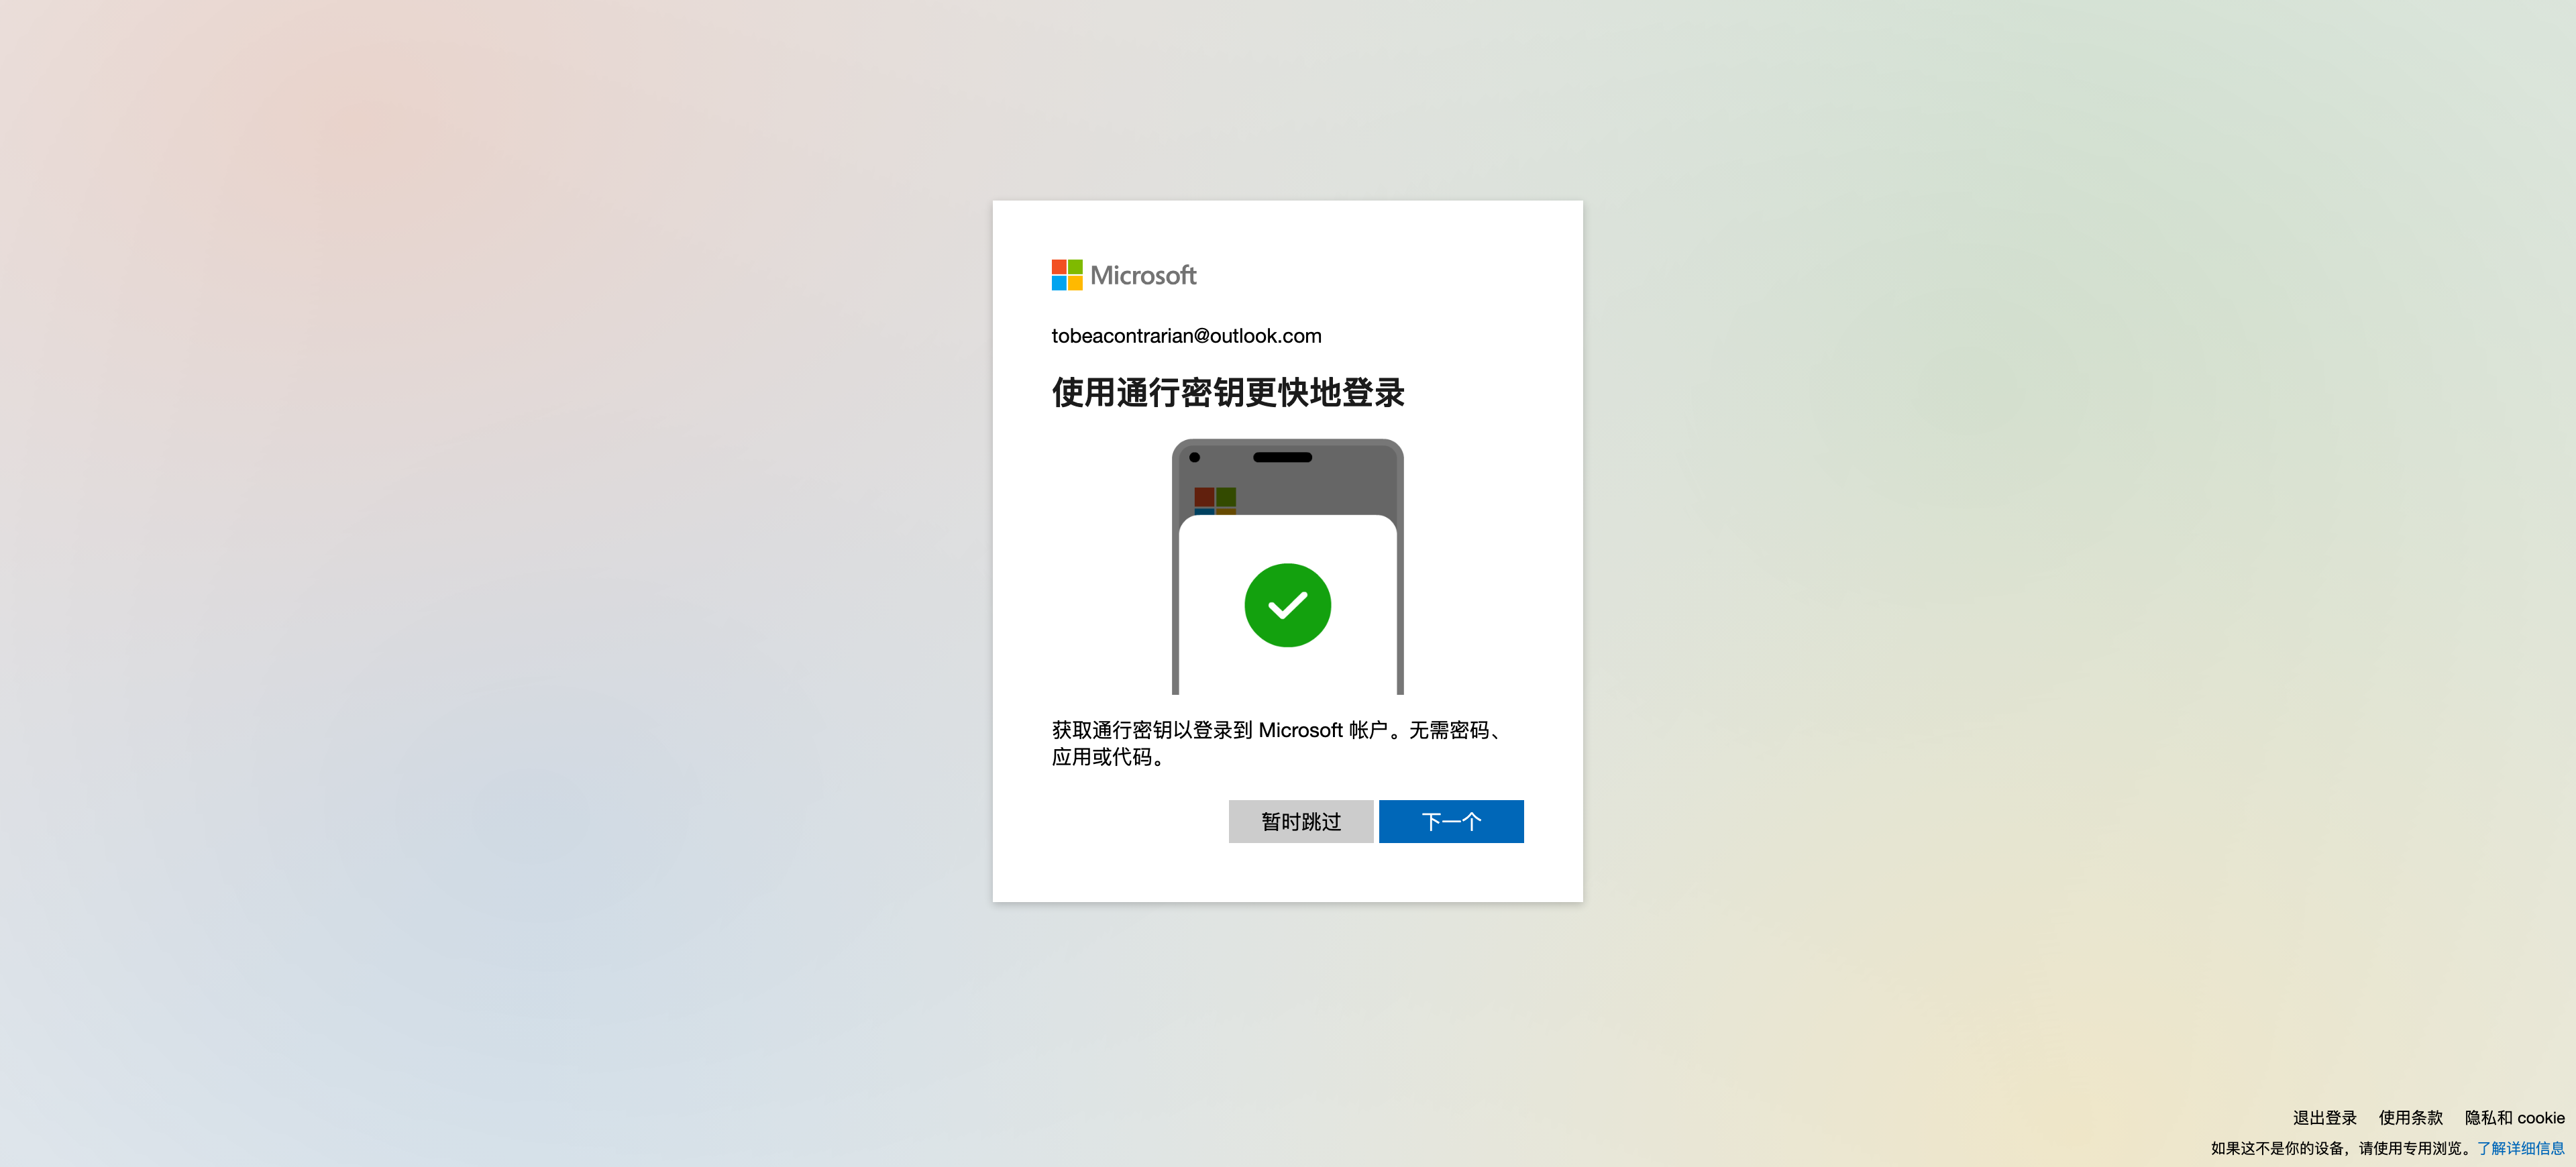 Microsoft
tobeacontrarian@outlook.com
使用通行密钥更快地登录
获取通行密钥以登录到 Microsoft 帐户。无需密码、
应用或代码。
暂时跳过 下一个
退出登录 使用条款 隐私和 cookie
如果这不是你的设备，请使用专用浏览。了解详细信息